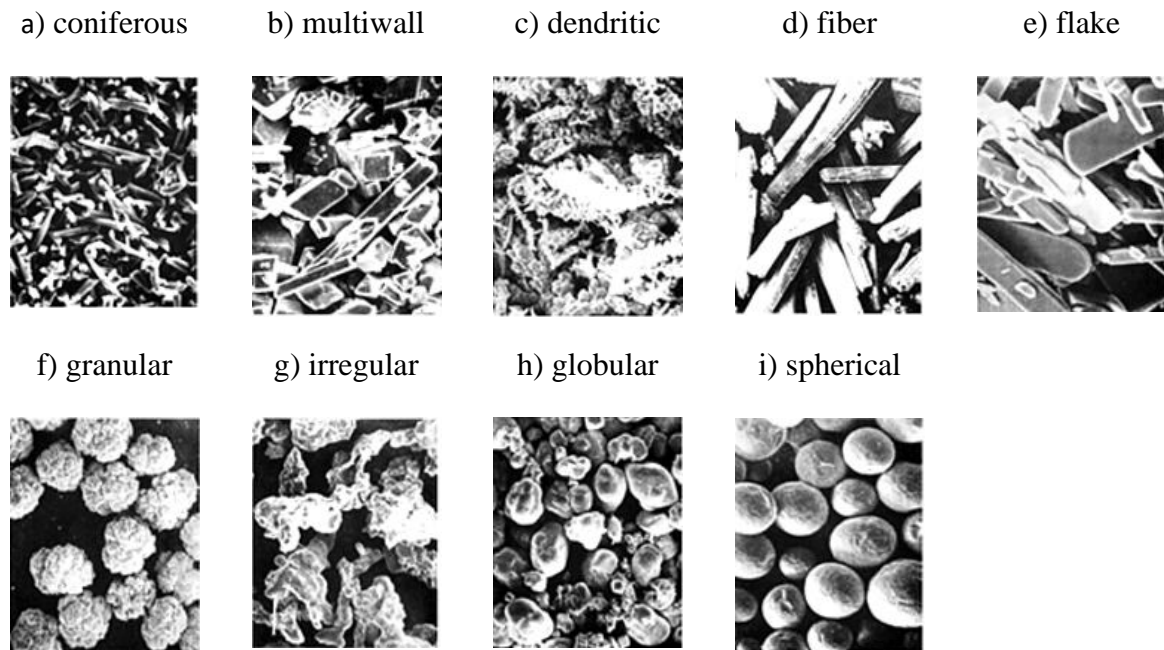 a) coniferous b) multiwall c) dendritic d) fiber e) flake
f) granular g) irregular h) globular i) spherical